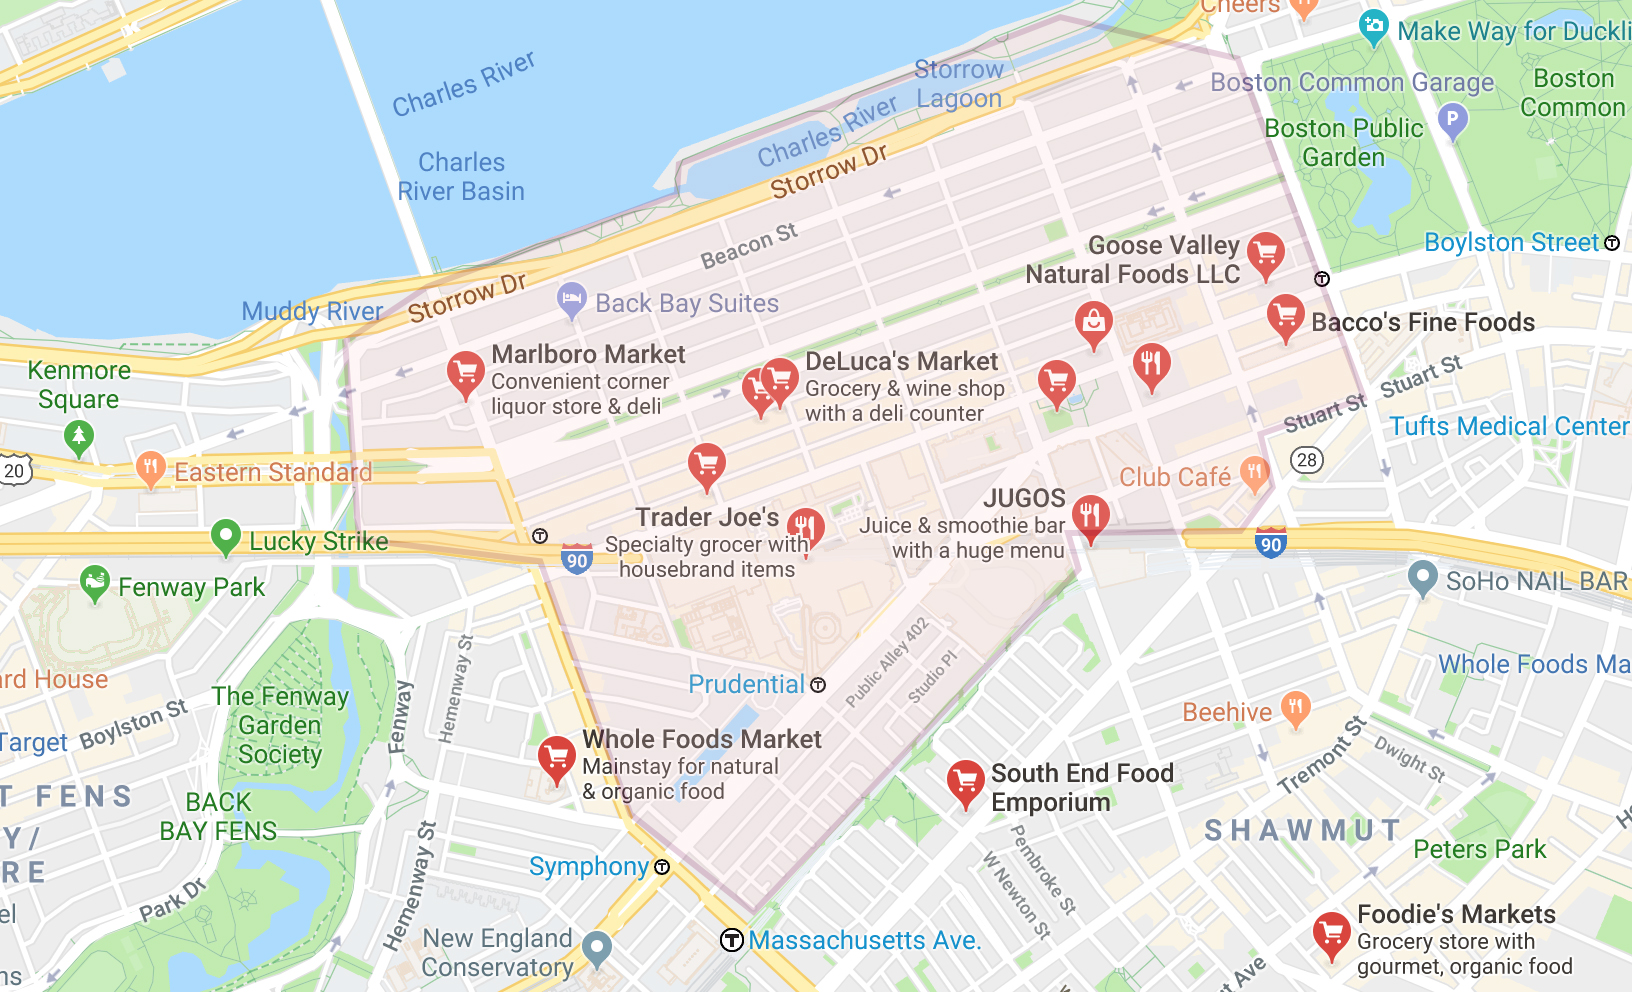 Cheers
Make Way for Duckli
Charles River
Storrow
Lagoon
Boston Common Garage
Boston
Common
Charles River
Boston Public
Garden
P
Charles
River Basin
Storrow Dr
Beacon St
Goose Valley
Natural Foods LLC
Boylston Street
T
T
Storrow Dr
Muddy River
Back Bay Suites
Bacco's Fine Foods
Kenmore
Square
Marlboro Market
Convenient corner
liquor store & deli
DeLuca's Market
Grocery & wine shop
with a deli counter
Stuart St
Stuart St
Tufts Medical Center
20
Eastern Standard
28
Club Café
JUGOS
Juice & smoothie bar
with a huge menu
Trader Joe's
Specialty grocer with
housebrand items
T
Lucky Strike
90
90
Fenway Park
SoHo NAIL BAR
Whole Foods Ma
ard House
Hemenway St
Public Alley 402
Studio Pl
Prudential
T
The Fenway
Garden
Society
Fenway
Boylston St
Target
Beehive
Tremont St
Dwight St
Whole Foods Market
Mainstay for natural
& organic food
South End Food
Emporium
T FENS
Y/
RE
BACK
BAY FENS
SHAWMUT
Peters Park
Ho
Symphony
T
Hemenway St
Park Dr
Pembroke St
W Newton St
W
el
ns
New England
Conservatory
T
Massachusetts Ave.
Foodie's Markets
Grocery store with
gourmet, organic food
ut Ave